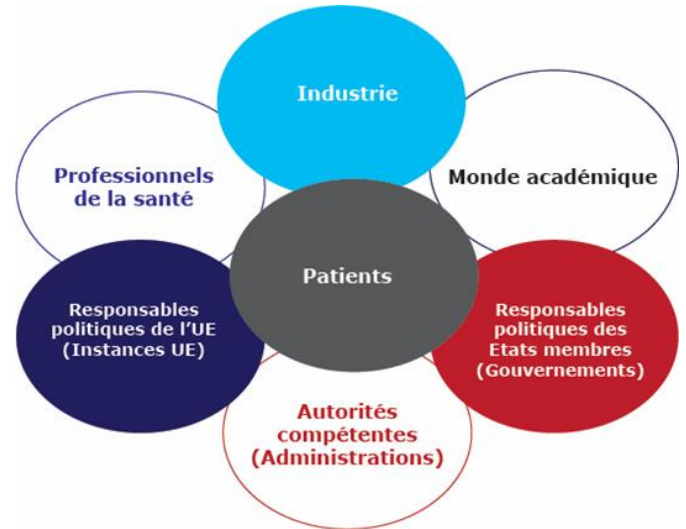 Industrie
Professionnels
de la santé
Monde académique
Patients
Responsables
politiques de l’UE
(Instances UE)
Responsables
politiques des
Etats membres
(Gouvernements)
Autorités
compétentes
(Administrations)